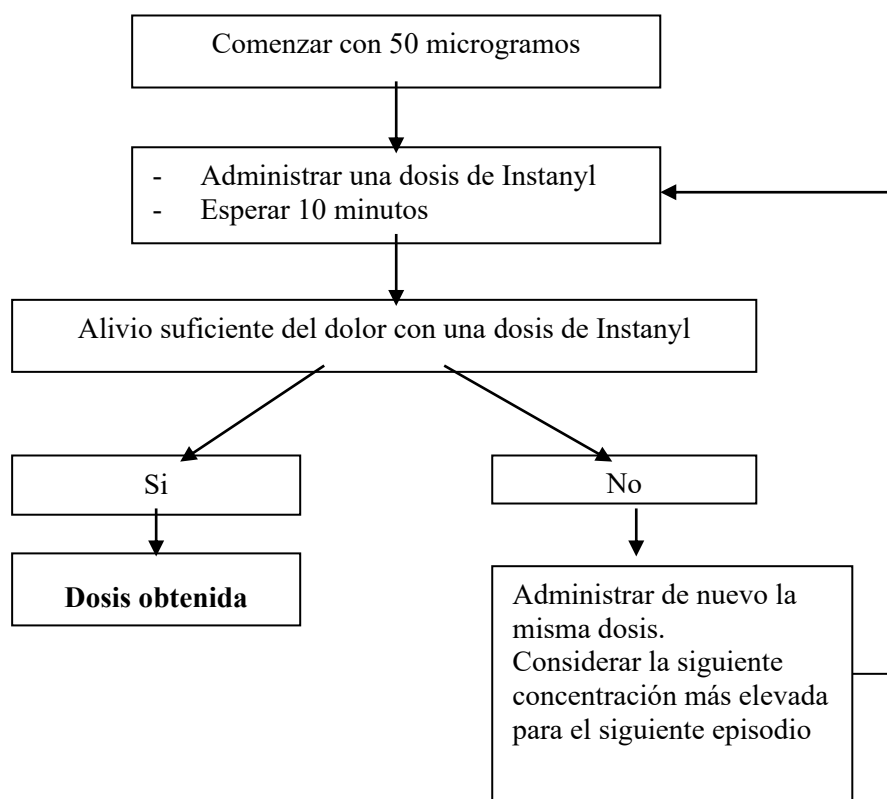 Comenzar con 50 microgramos
- Administrar una dosis de Instanyl
- Esperar 10 minutos
Alivio suficiente del dolor con una dosis de Instanyl
Si
No
Dosis obtenida
Administrar de nuevo la
misma dosis.
Considerar la siguiente
concentración más elevada
para el siguiente episodio